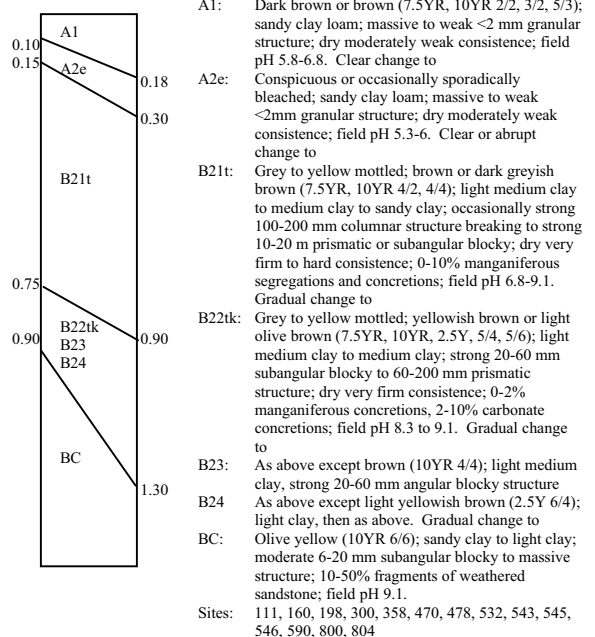 A1: Dark brown or brown (7.5YR, 10YR 2/2, 3/2, 5/3);
sandy clay loam; massive to weak <2 mm granular
structure; dry moderately weak consistence; field
pH 5.8-6.8. Clear change to
A2e: Conspicuous or occasionally sporadically
bleached; sandy clay loam; massive to weak
<2mm granular structure; dry moderately weak
consistence; field pH 5.3-6. Clear or abrupt
change to
B21t: Grey to yellow mottled; brown or dark greyish
brown (7.5YR, 10YR 4/2, 4/4); light medium clay
to medium clay to sandy clay; occasionally strong
100-200 mm columnar structure breaking to strong
10-20 m prismatic or subangular blocky; dry very
firm to hard consistence; 0-10% manganiferous
segregations and concretions; field pH 6.8-9.1.
Gradual change to
B22tk: Grey to yellow mottled; yellowish brown or light
olive brown (7.5YR, 10YR, 2.5Y, 5/4, 5/6); light
medium clay to medium clay; strong 20-60 mm
subangular blocky to 60-200 mm prismatic
structure; dry very firm consistence; 0-2%
manganiferous concretions, 2-10% carbonate
concretions; field pH 8.3 to 9.1. Gradual change
to
B23: As above except brown (10YR 4/4); light medium
clay, strong 20-60 mm angular blocky structure
B24 As above except light yellowish brown (2.5Y 6/4);
light clay, then as above. Gradual change to
BC: Olive yellow (10YR 6/6); sandy clay to light clay;
moderate 6-20 mm subangular blocky to massive
structure; 10-50% fragments of weathered
sandstone; field pH 9.1.
Sites: 111, 160, 198, 300, 358, 470, 478, 532, 543, 545,
546, 590, 800, 804
A1
0.10
0.15
A2e
0.18
0.30
B21t
0.75
B22tk
0.90
B23
0.90
B24
BC
1.30